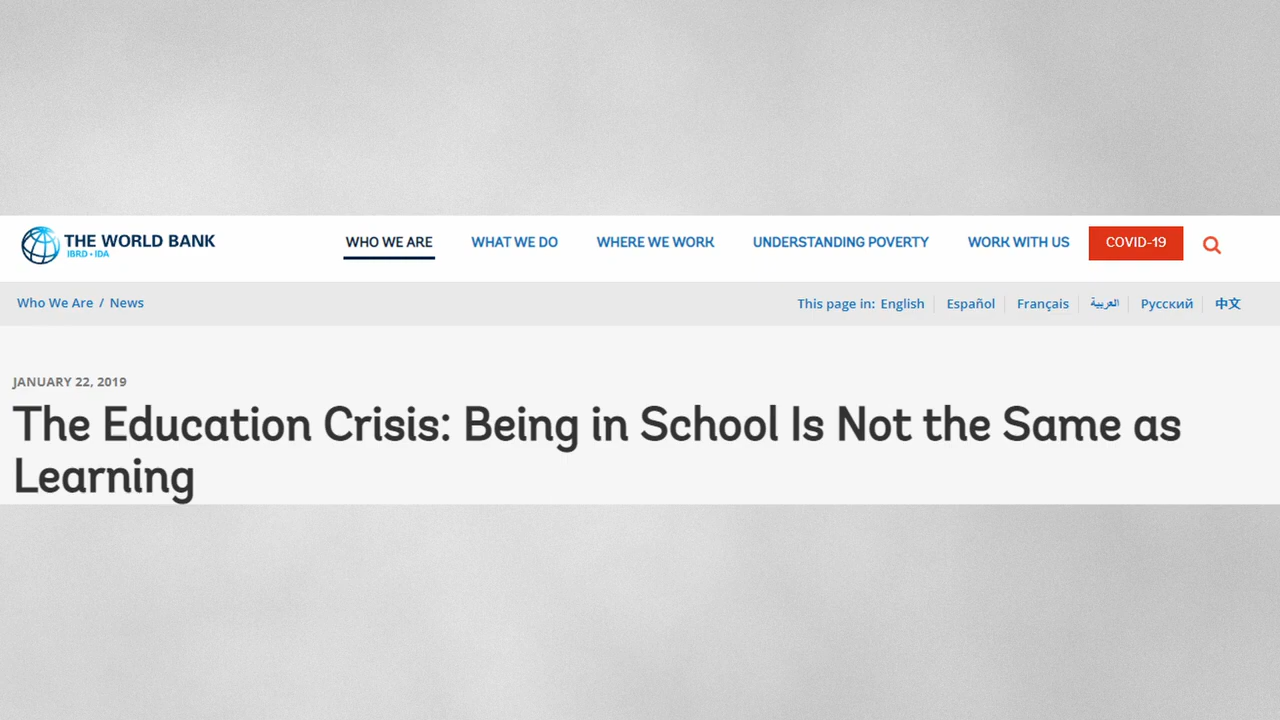 THE WORLD BANK
IBRD • IDA
WHO WE ARE
WHAT WE DO
WHERE WE WORK
UNDERSTANDING POVERTY
WORK WITH US
COVID-19
Who We Are / News
This page in: English Español Français العربية Русский 中文
JANUARY 22, 2019
The Education Crisis: Being in School Is Not the Same as
Learning